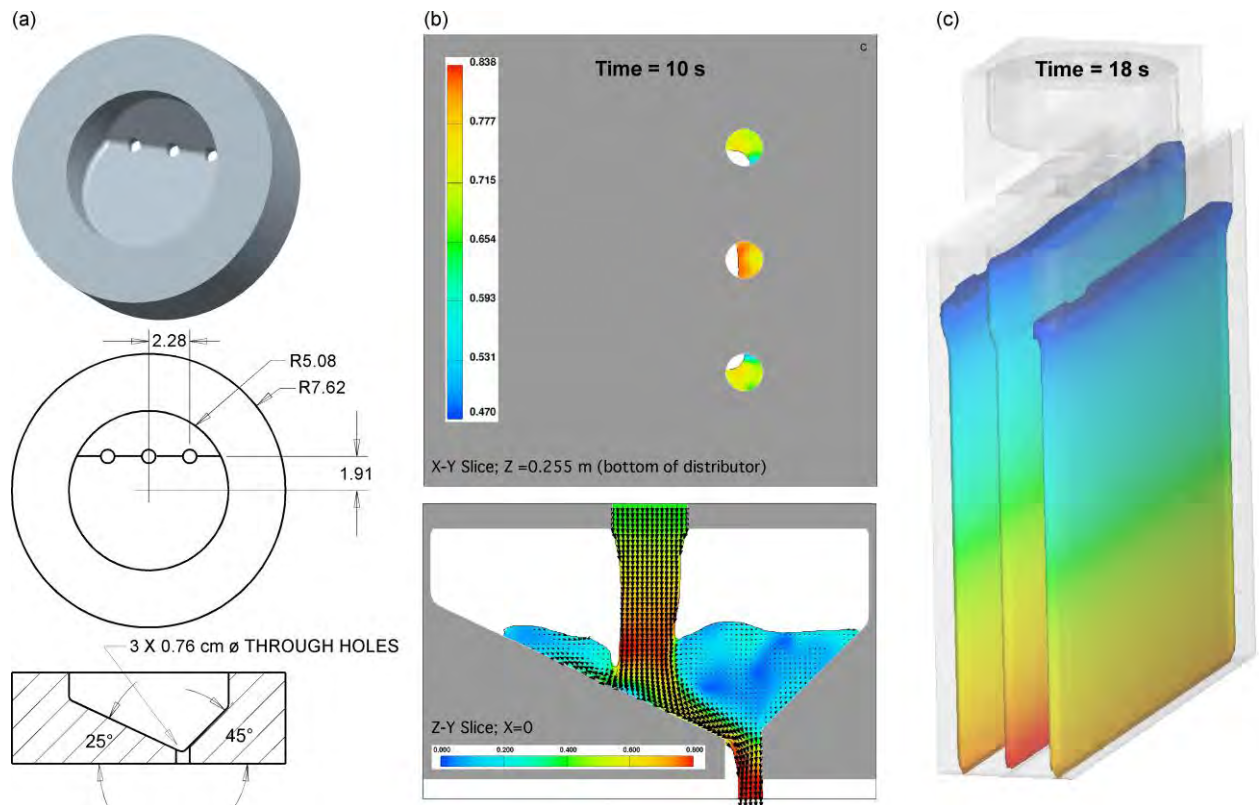 (a)
2.28
R5.08
R7.62
1.91
3 X 0.76 cm ø THROUGH HOLES
25°
45°
(b)
c
Time = 10 s
0.838
0.777
0.715
0.654
0.593
0.531
0.470
X-Y Slice; Z =0.255 m (bottom of distributor)
Z-Y Slice; X=0
0.000 0.200 0.400 0.600 0.800
(c)
Time = 18 s